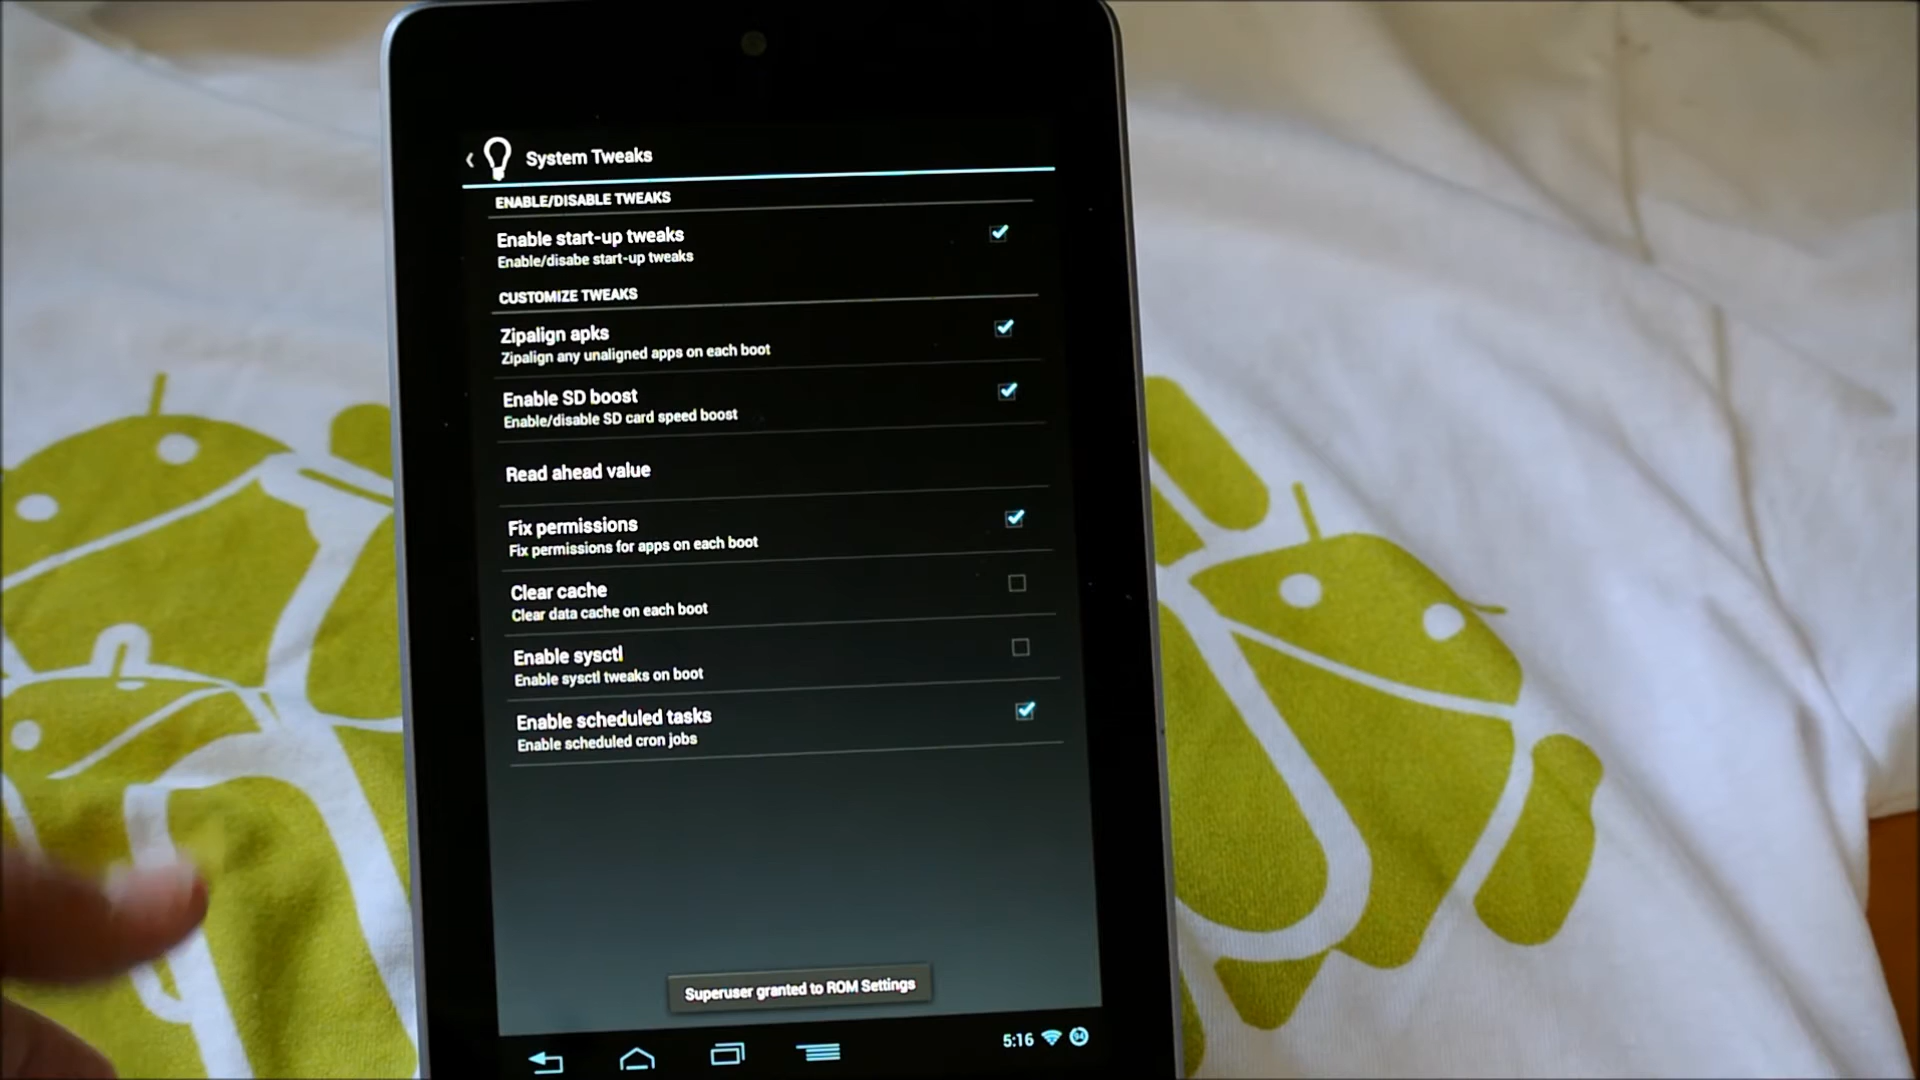 System Tweaks
ENABLE/DISABLE TWEAKS
Enable start-up tweaks
Enable/disabe start-up tweaks
CUSTOMIZE TWEAKS
Zipalign apks
Zipalign any unaligned apps on each boot
Enable SD boost
Enable/disable SD card speed boost
Read ahead value
Fix permissions
Fix permissions for apps on each boot
Clear cache
Clear data cache on each boot
Enable sysctl
Enable sysctl tweaks on boot
Enable scheduled tasks
Enable scheduled cron jobs
Superuser granted to ROM Settings
5:16